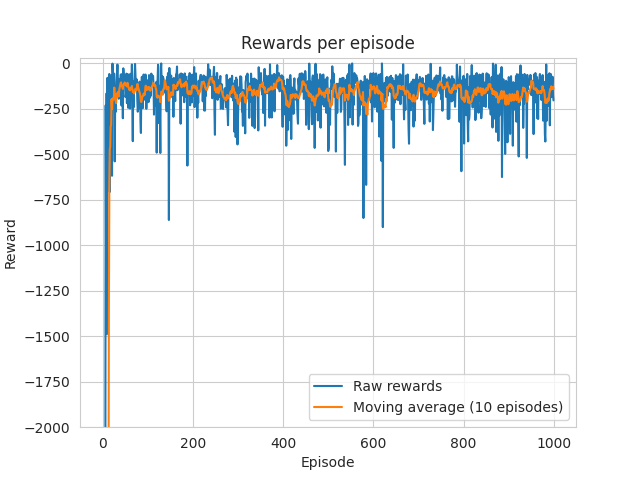 Rewards per episode
0
−250
−500
−750
−1000
−1250
−1500
−1750
−2000
Reward
Raw rewards
Moving average (10 episodes)
0 200 400 600 800 1000
Episode